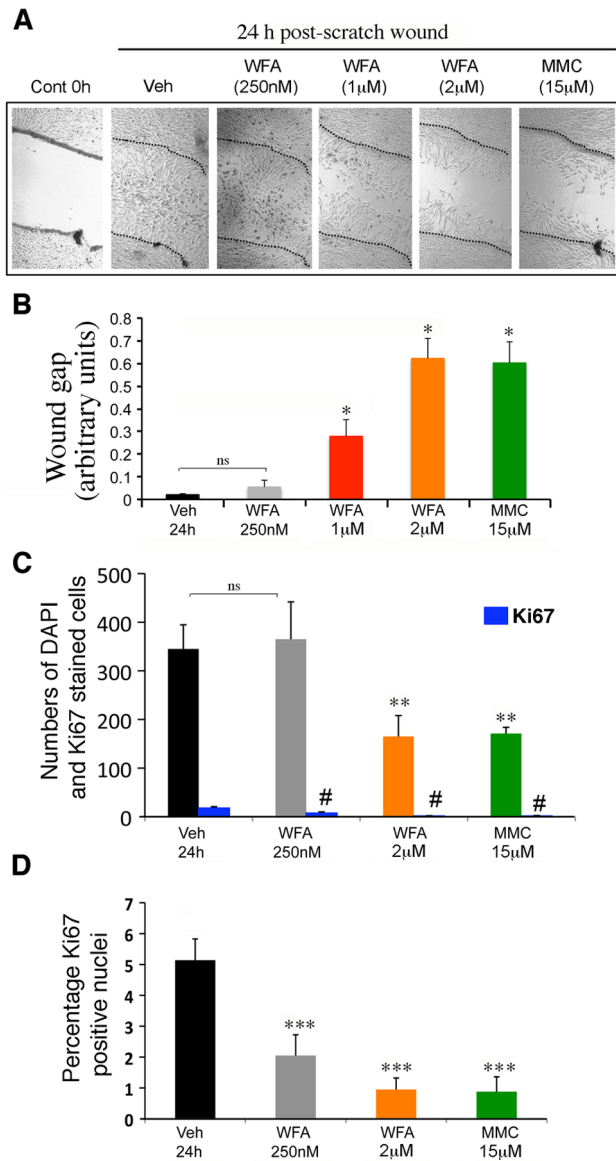 A
24 h post-scratch wound
Cont 0h
Veh
WFA
(250nM)
WFA
(1μM)
WFA
(2μM)
MMC
(15μM)
B
Wound gap
(arbitrary units)
0.8
0.7
0.6
0.5
0.4
0.3
0.2
0.1
0
ns
*
*
*
Veh
24h
WFA
250nM
WFA
1μM
WFA
2μM
MMC
15μM
C
Numbers of DAPI
and Ki67 stained cells
500
400
300
200
100
0
ns
Ki67
**
**
#
#
#
Veh
24h
WFA
250nM
WFA
2μM
MMC
15μM
D
Percentage Ki67
positive nuclei
7
6
5
4
3
2
1
0
***
***
***
Veh
24h
WFA
250nM
WFA
2μM
MMC
15μM